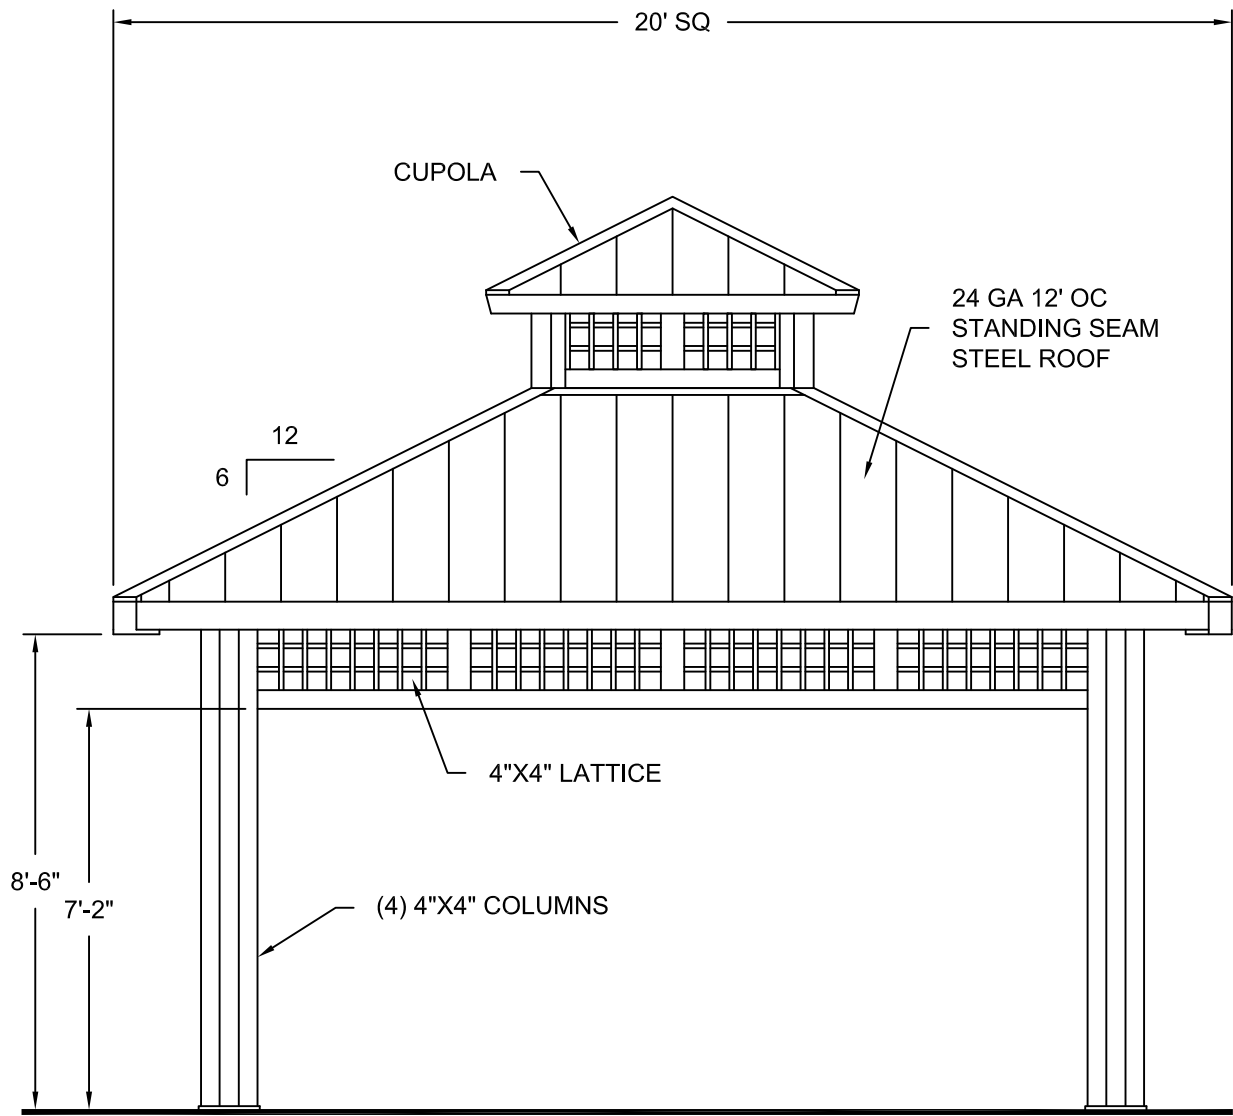 20' SQ
CUPOLA
24 GA 12' OC
STANDING SEAM
STEEL ROOF
12
6
4"X4" LATTICE
8'-6"
7'-2"
(4) 4"X4" COLUMNS